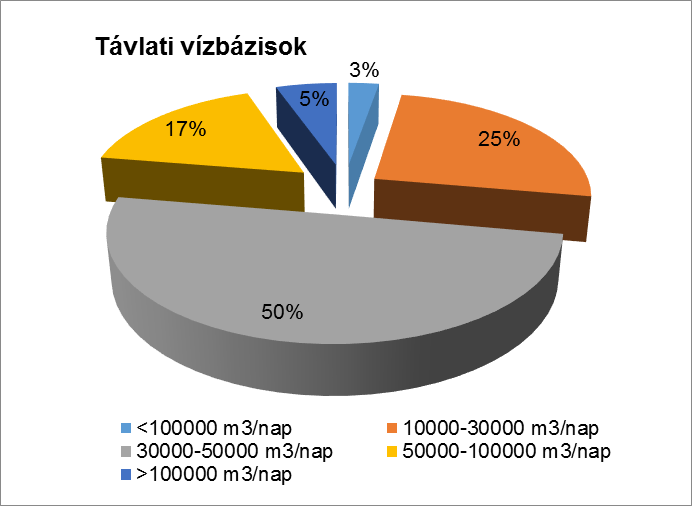 Távlati vízbázisok
3%
5%
17%
25%
50%
<100000 m3/nap
10000-30000 m3/nap
30000-50000 m3/nap
50000-100000 m3/nap
>100000 m3/nap